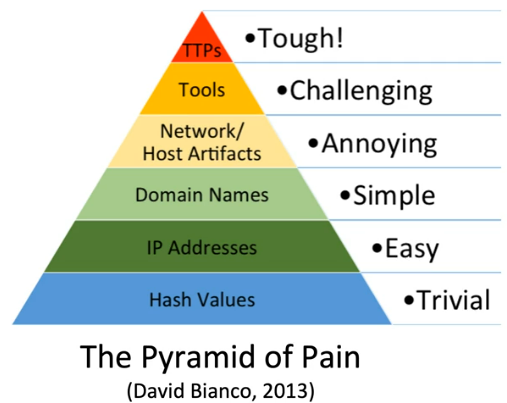 TTPs •Tough!
Tools •Challenging
Network/
Host Artifacts •Annoying
Domain Names •Simple
IP Addresses •Easy
Hash Values •Trivial
The Pyramid of Pain
(David Bianco, 2013)